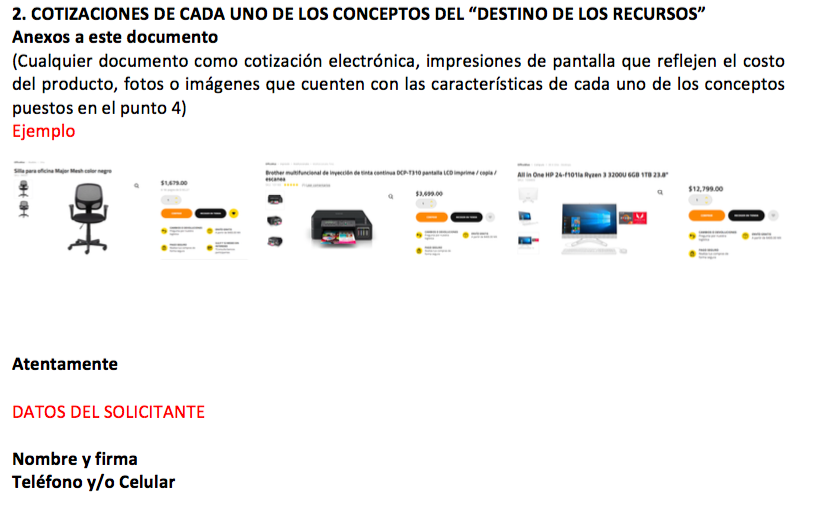 2. COTIZACIONES DE CADA UNO DE LOS CONCEPTOS DEL “DESTINO DE LOS RECURSOS”
Anexos a este documento
(Cualquier documento como cotización electrónica, impresiones de pantalla que reflejen el costo
del producto, fotos o imágenes que cuenten con las características de cada uno de los conceptos
puestos en el punto 4)
Ejemplo
Silla para oficina Major Mesh color negro
$1,679.00
Brother multifuncional de inyección de tinta continua DCP-T310 pantalla LCD imprime / copia /
escanea
$3,699.00
All in One HP 24-f101la Ryzen 3 3200U 6GB 1TB 23.8"
$12,799.00
Atentamente
DATOS DEL SOLICITANTE
Nombre y firma
Teléfono y/o Celular